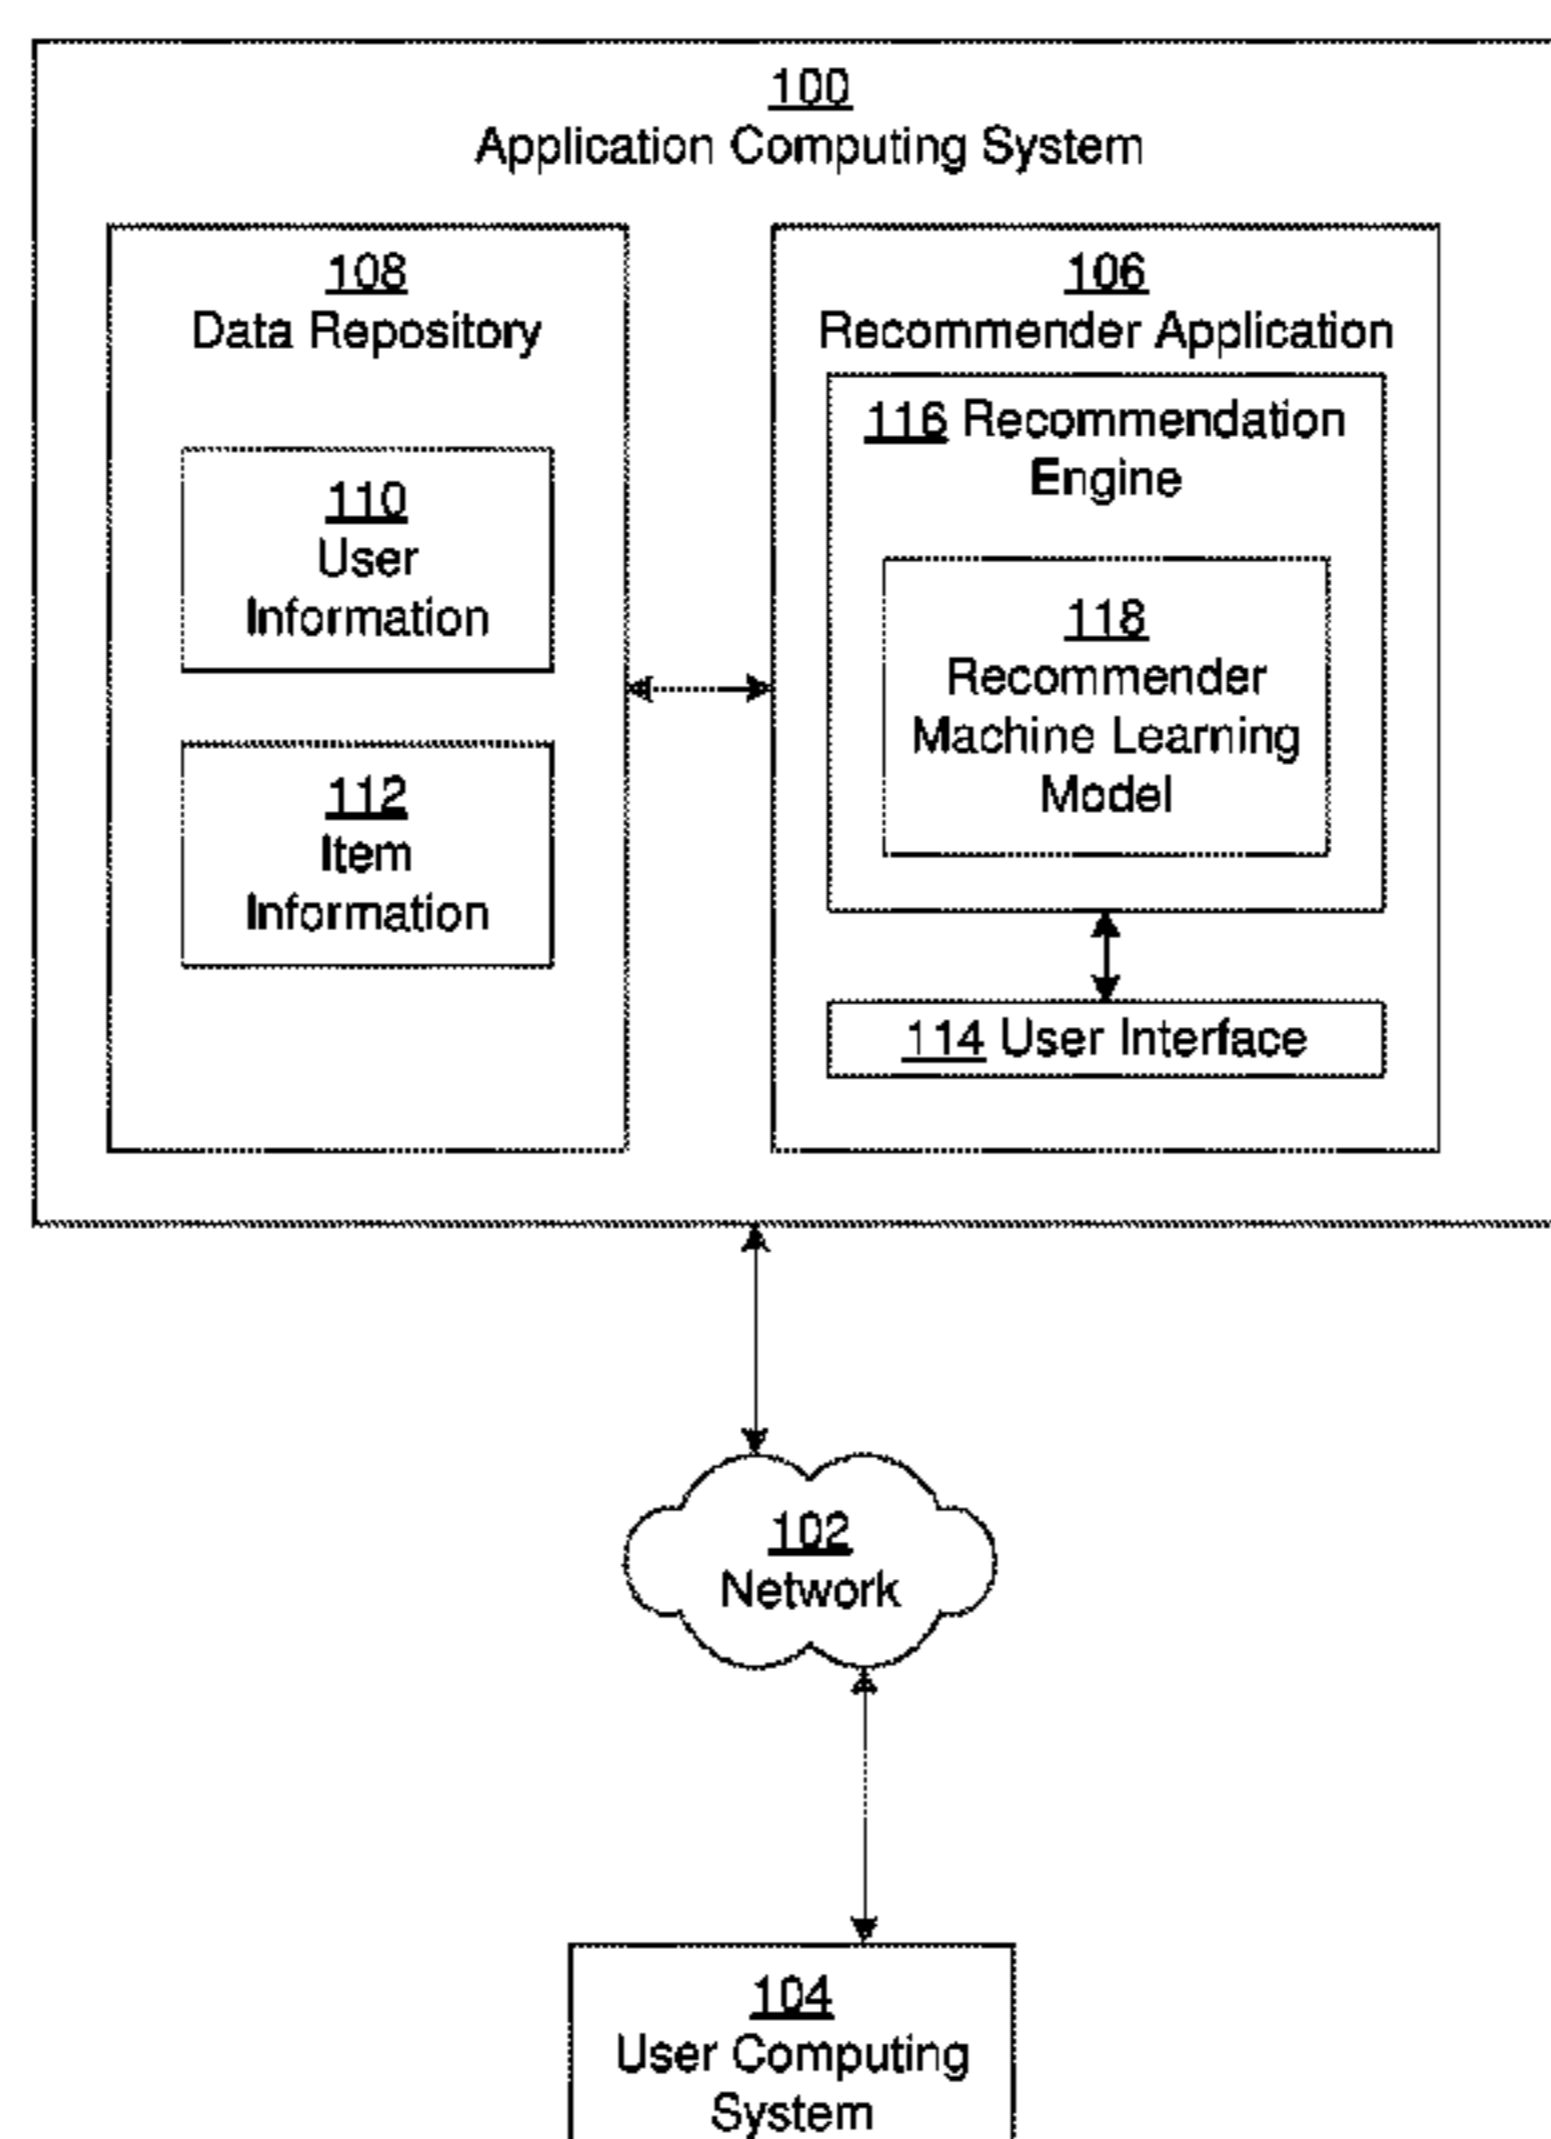 100
Application Computing System
108
Data Repository
110
User
Information
112
Item
Information
106
Recommender Application
116 Recommendation
Engine
118
Recommender
Machine Learning
Model
114 User Interface
102
Network
104
User Computing
System